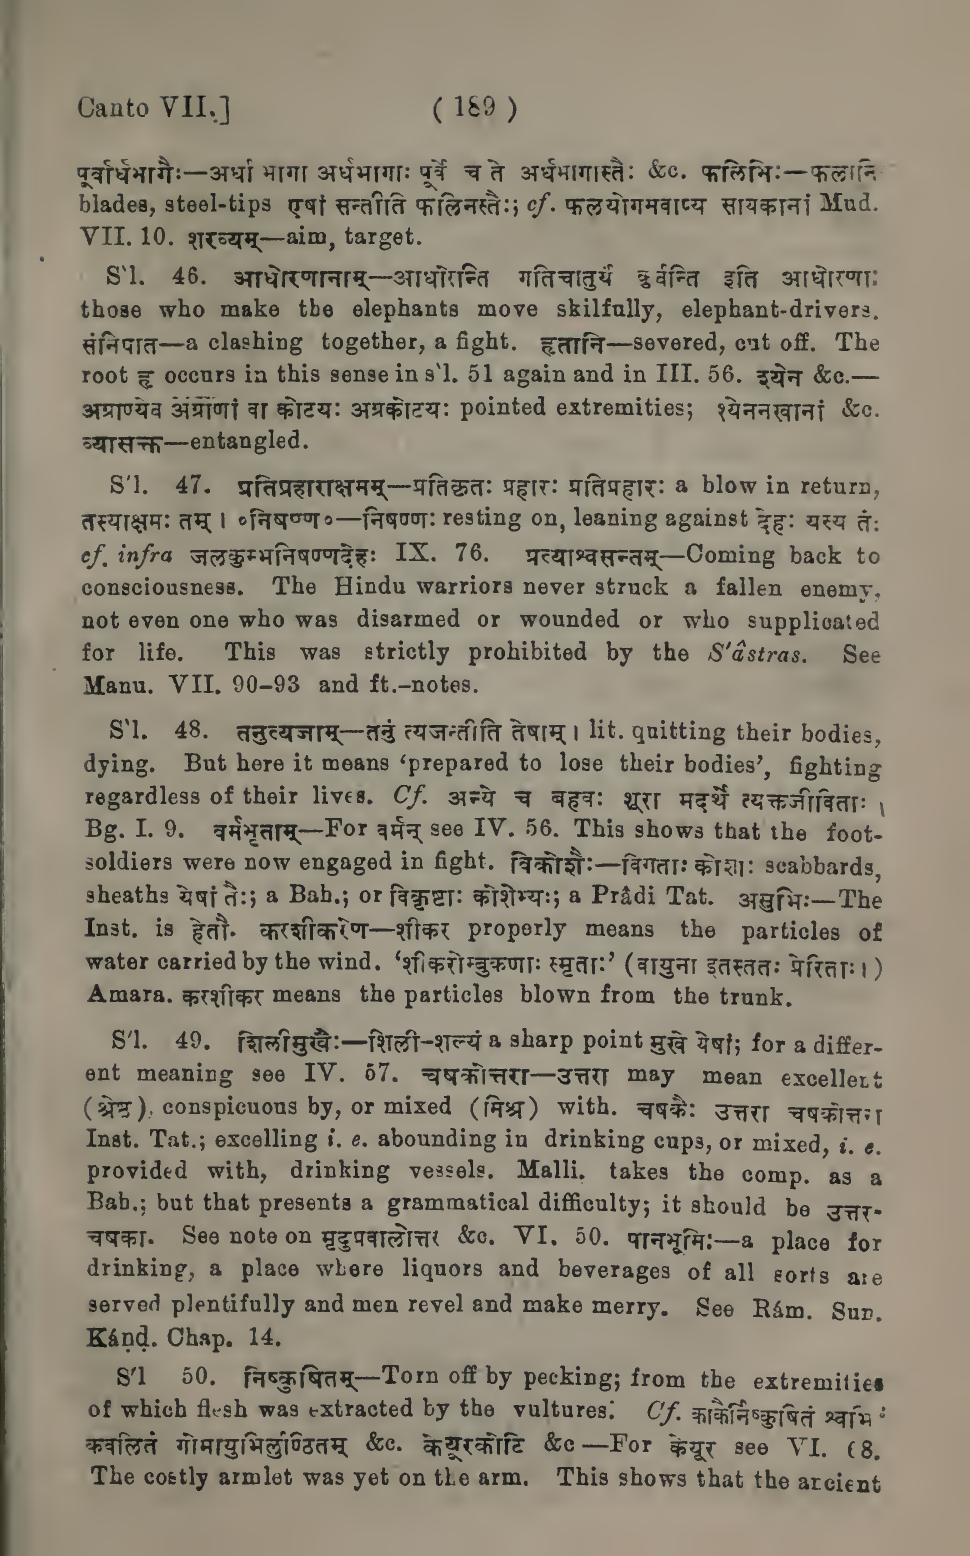 Canto VII.] ( 189 )
पूर्वार्धभागैः—अर्धा भागा अर्धभागाः पूर्वे च ते अर्धभागास्तैः &c. फलिभिः—फलानि
blades, steel-tips एषां सन्तीति फलिनस्तैः; cf. फलयोगमवाप्य सायकानां Mud.
VII. 10. शरव्यम्—aim, target.
S'l. 46. आधोरणानाम्—आधोरन्ति गतिचातुर्यं कुर्वन्ति इति आधोरणाः
those who make the elephants move skilfully, elephant-drivers.
संनिपात—a clashing together, a fight. हृतानि—severed, cut off. The
root हृ occurs in this sense in s'l. 51 again and in III. 56. श्येन &c.—
अग्राण्येव अग्राणां वा कोटयः अग्रकोटयः pointed extremities; श्येननखानां &c.
व्यासक्त—entangled.
S'l. 47. प्रतिप्रहाराक्षमम्—प्रतिकृतः प्रहारः प्रतिप्रहारः a blow in return,
तस्याक्षमः तम् । ०निषण्ण०—निषण्णः resting on, leaning against देहः यस्य तं;
cf. infra जलकुम्भनिषण्णदेहः IX. 76. प्रत्याश्वसन्तम्—Coming back to
consciousness. The Hindu warriors never struck a fallen enemy,
not even one who was disarmed or wounded or who supplicated
for life. This was strictly prohibited by the S'âstras. See
Manu. VII. 90-93 and ft.-notes.
S'l. 48. तनुत्यजाम्—तनुं त्यजन्तीति तेषाम् । lit. quitting their bodies,
dying. But here it means ‘prepared to lose their bodies’, fighting
regardless of their lives. Cf. अन्ये च बहवः शूरा मदर्थे त्यक्तजीविताः ।
Bg. I. 9. वर्मभृताम्—For वर्मन् see IV. 56. This shows that the foot-
soldiers were now engaged in fight. विकोशैः—विगताः कोशाः scabbards,
sheaths येषां तैः; a Bah.; or विकृष्टाः कोशेभ्यः; a Prâdi Tat. असुभिः—The
Inst. is हेतौ. करशीकरेण—शीकर properly means the particles of
water carried by the wind. ‘शीकरोम्बुकणाः स्मृताः’ (वायुना इतस्ततः प्रेरिताः।)
Amara. करशीकर means the particles blown from the trunk.
S'l. 49. शिलीमुखैः—शिली-शल्यं a sharp point मुखे येषां; for a differ-
ent meaning see IV. 57. चषकोत्तरा—उत्तरा may mean excellent
(श्रेष्ठ), conspicuous by, or mixed (मिश्र) with. चषकैः उत्तरा चषकोत्तरा
Inst. Tat.; excelling i. e. abounding in drinking cups, or mixed, i. e.
provided with, drinking vessels. Malli. takes the comp. as a
Bah.; but that presents a grammatical difficulty; it should be उत्तर-
चषका. See note on मृदुप्रवालोत्तर &c. VI. 50. पानभूमिः—a place for
drinking, a place where liquors and beverages of all sorts are
served plentifully and men revel and make merry. See Rám. Sun.
Kánḍ. Chap. 14.
S'l 50. निष्कुषितम्—Torn off by pecking; from the extremities
of which flesh was extracted by the vultures. Cf. काकैर्निष्कुषितं श्वभिः
कवलितं गोमायुभिर्लुण्ठितम् &c. केयूरकोटि &c—For केयूर see VI. 68.
The costly armlet was yet on the arm. This shows that the ancient